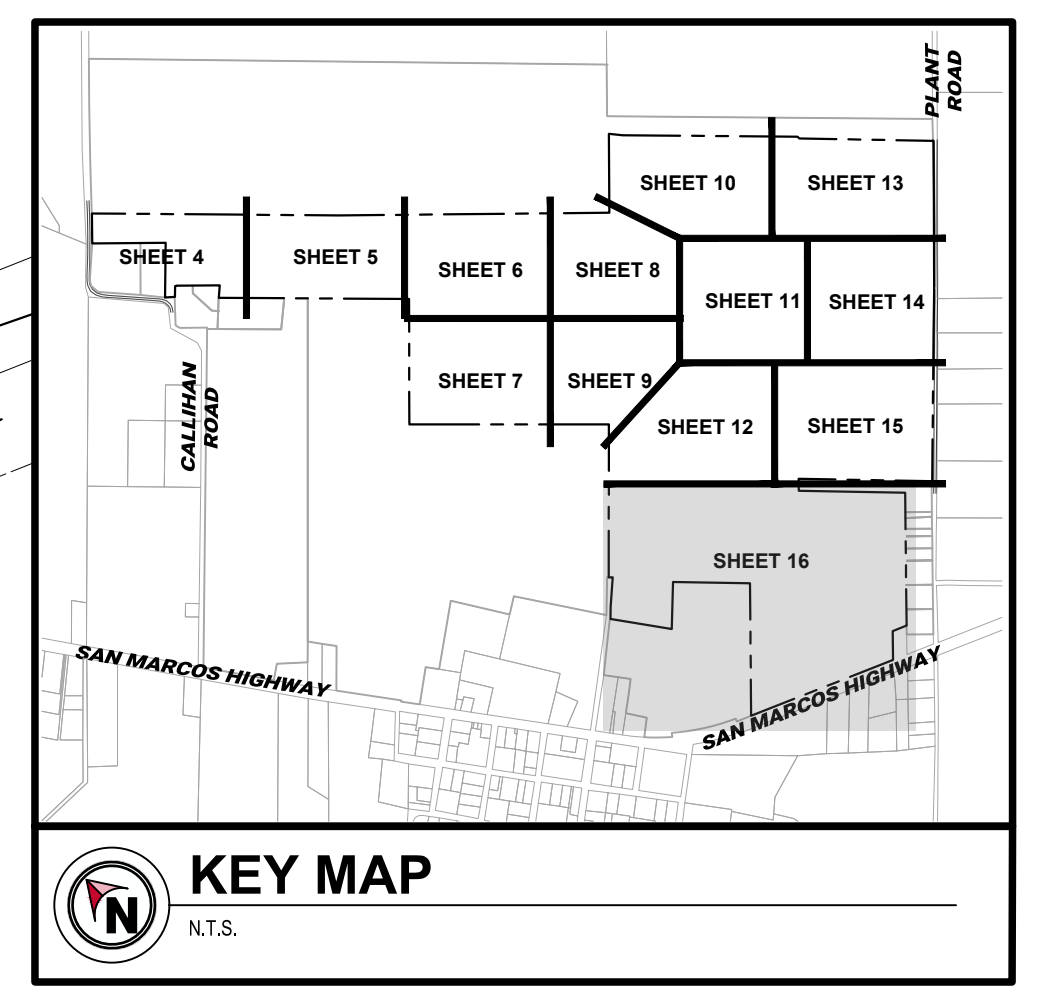 PLANT
ROAD
SHEET 10
SHEET 13
SHEET 4
SHEET 5
SHEET 6
SHEET 8
SHEET 11
SHEET 14
SHEET 7
SHEET 9
CALLIHAN
ROAD
SHEET 12
SHEET 15
SHEET 16
SAN MARCOS HIGHWAY
SAN MARCOS HIGHWAY
N
KEY MAP
N.T.S.